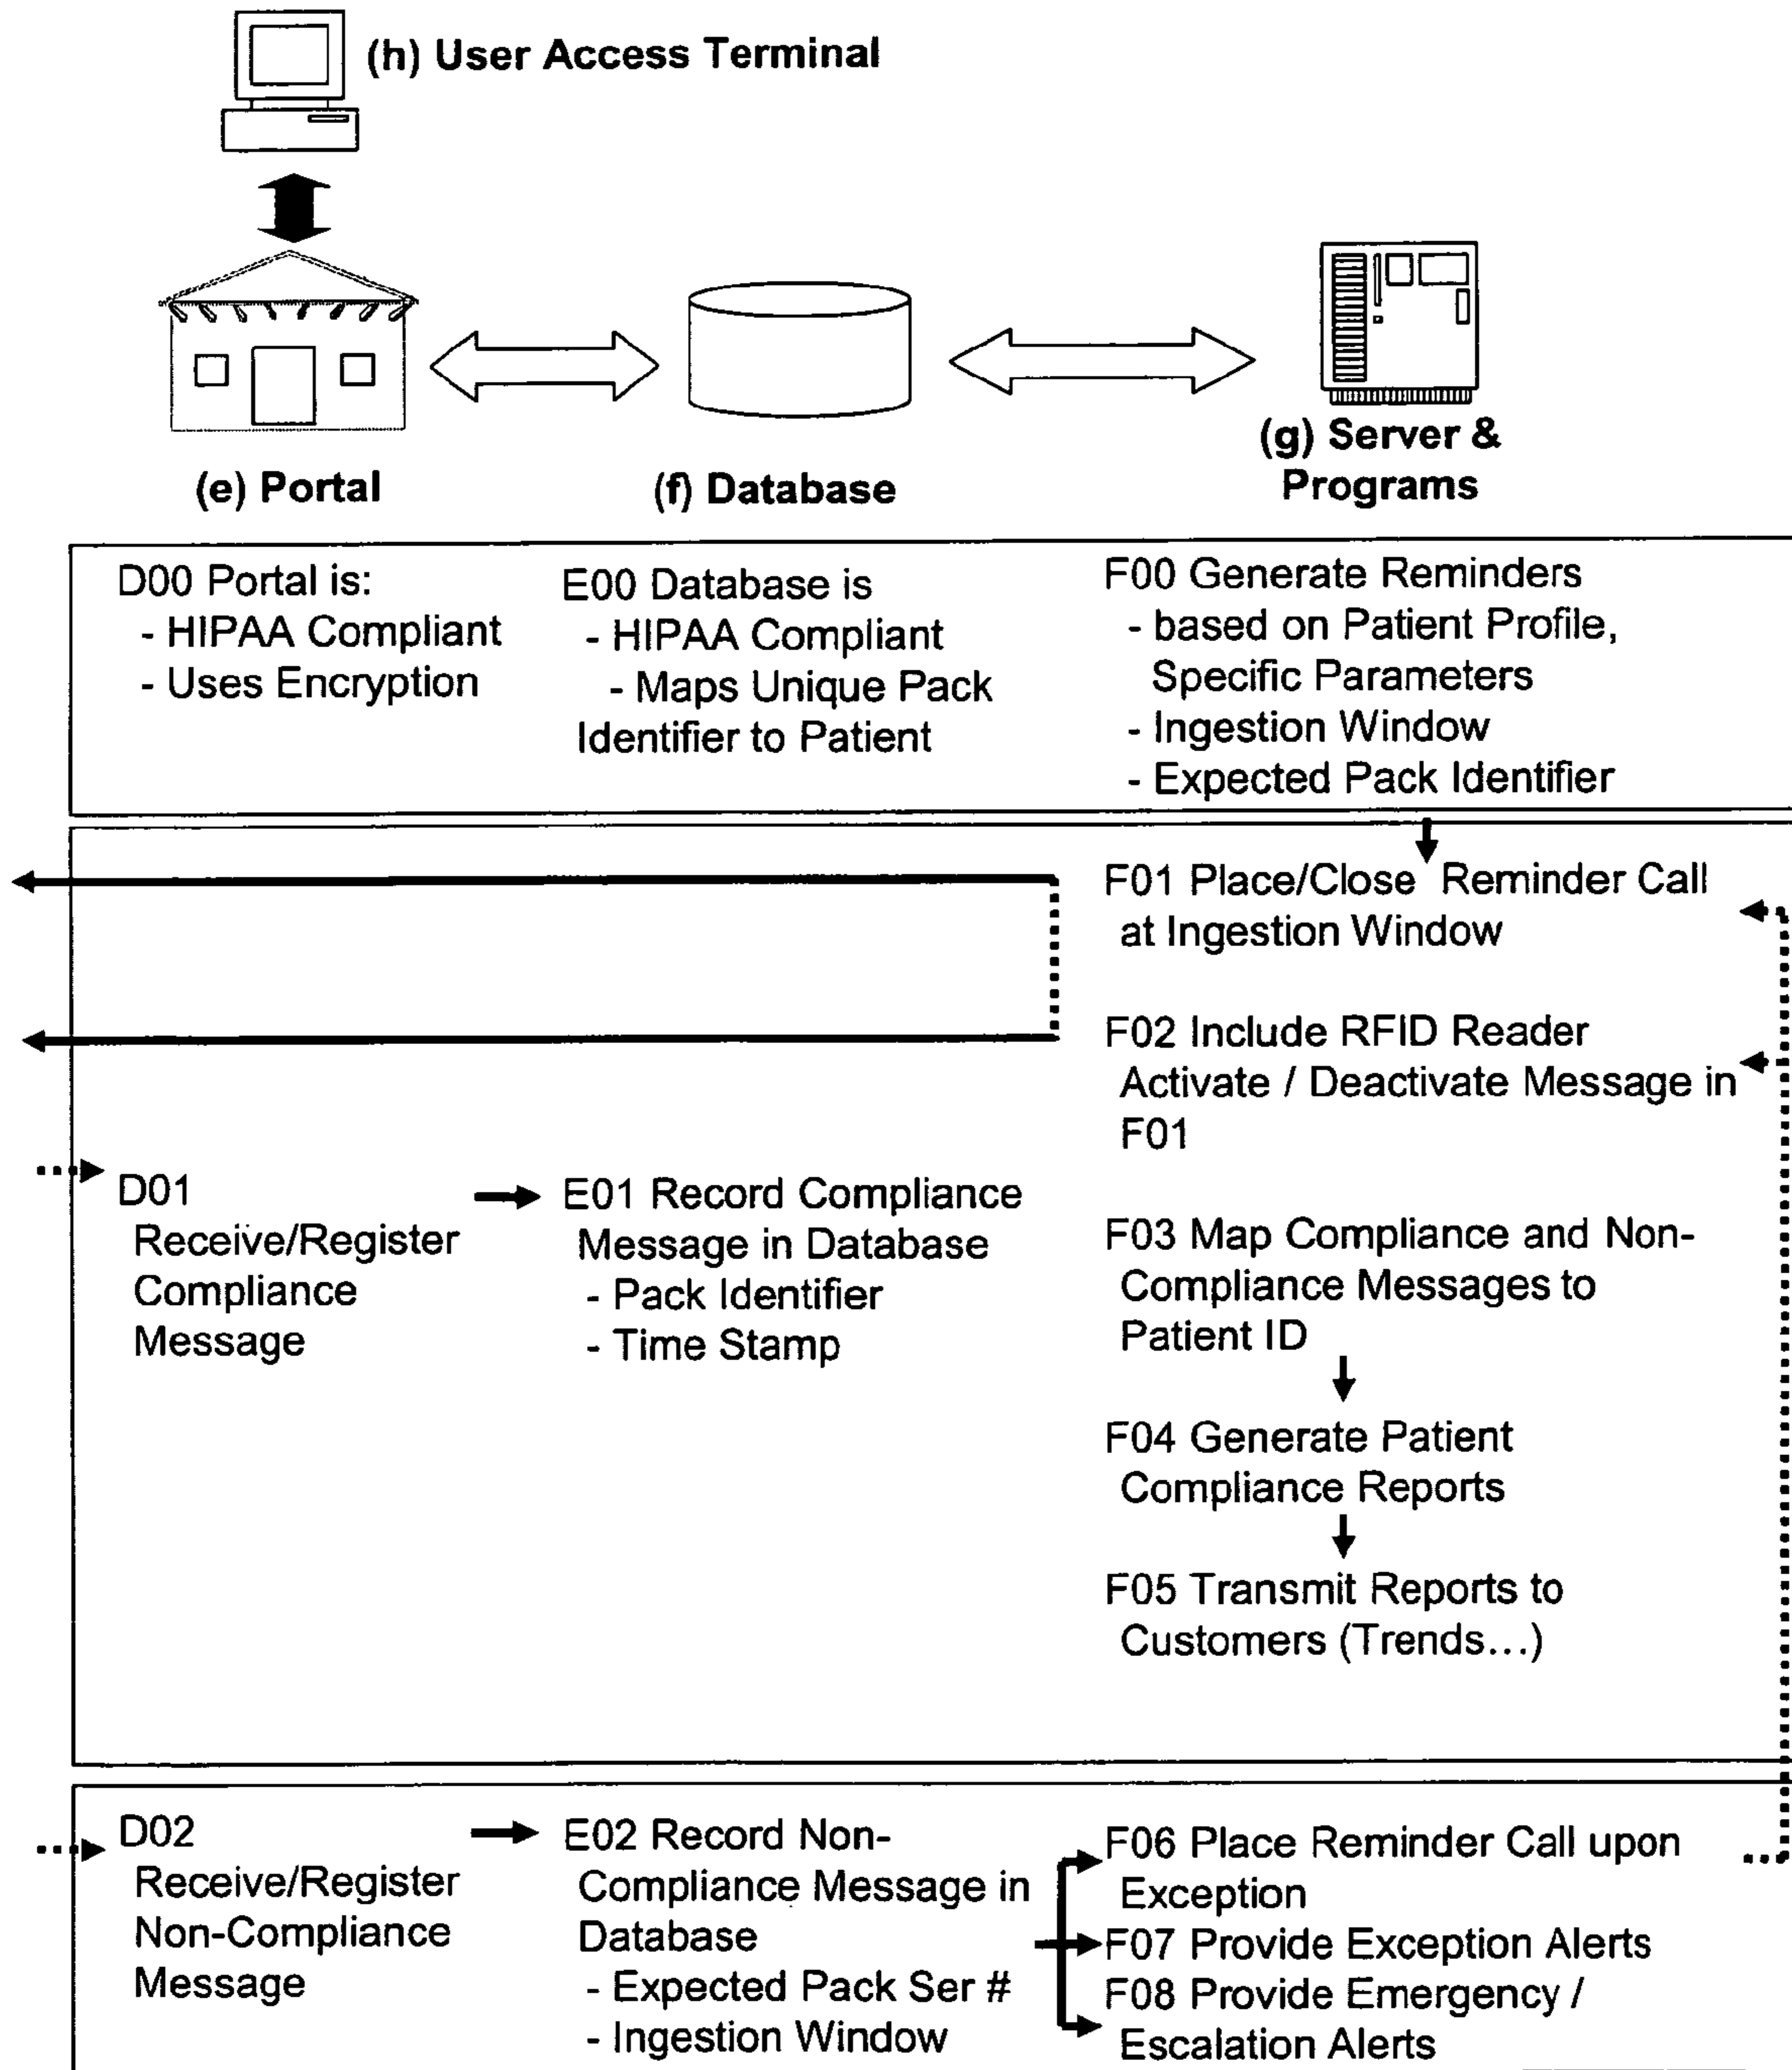 (h) User Access Terminal
(e) Portal
(f) Database
(g) Server &
Programs
D00 Portal is:
- HIPAA Compliant
- Uses Encryption
E00 Database is
- HIPAA Compliant
- Maps Unique Pack
Identifier to Patient
F00 Generate Reminders
- based on Patient Profile,
Specific Parameters
- Ingestion Window
- Expected Pack Identifier
F01 Place/Close Reminder Call
at Ingestion Window
F02 Include RFID Reader
Activate / Deactivate Message in
F01
D01
Receive/Register
Compliance
Message
E01 Record Compliance
Message in Database
- Pack Identifier
- Time Stamp
F03 Map Compliance and Non-
Compliance Messages to
Patient ID
F04 Generate Patient
Compliance Reports
F05 Transmit Reports to
Customers (Trends...)
D02
Receive/Register
Non-Compliance
Message
E02 Record Non-
Compliance Message in
Database
- Expected Pack Ser #
- Ingestion Window
F06 Place Reminder Call upon
Exception
F07 Provide Exception Alerts
F08 Provide Emergency /
Escalation Alerts